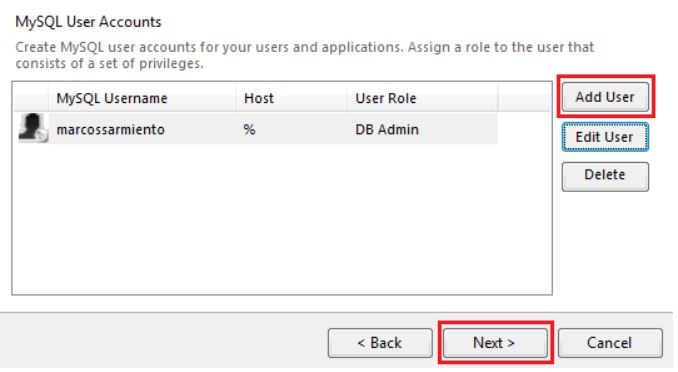 MySQL User Accounts
Create MySQL user accounts for your users and applications. Assign a role to the user that
consists of a set of privileges.
MySQL Username Host User Role
Add User
marcossarmiento % DB Admin
Edit User
Delete
< Back Next > Cancel